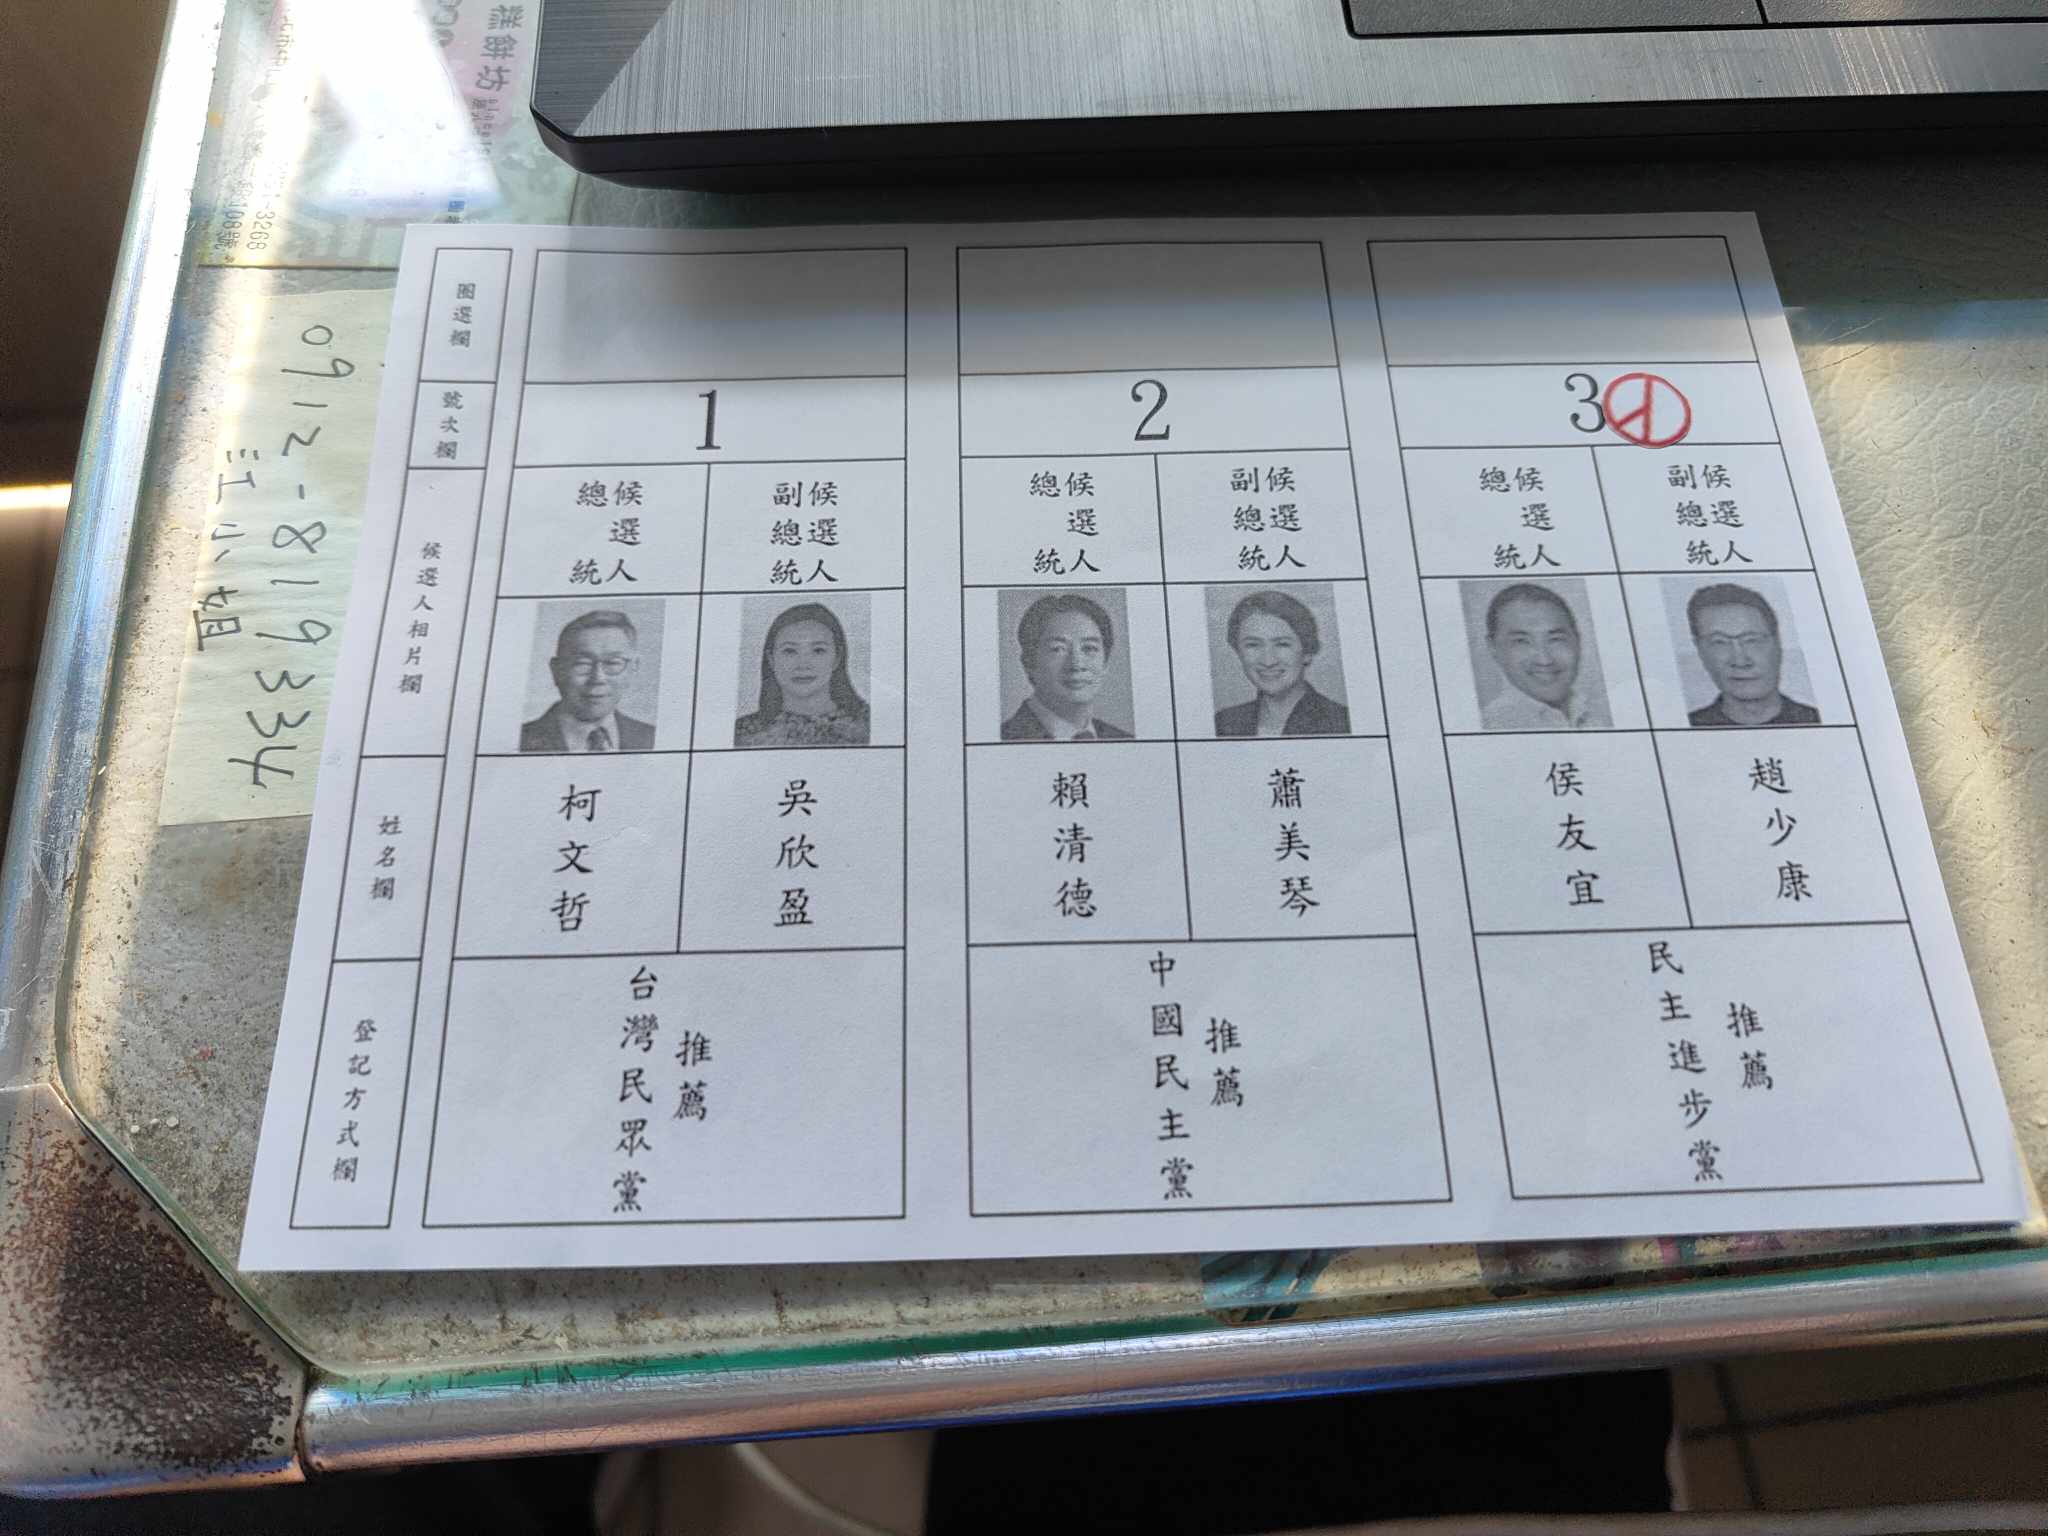 糕餅坊
3268
108號
0912-819334
江小姐
圈選欄
號次欄
候選人相片欄
姓名欄
登記方式欄
1
總統候選人
副總統候選人
柯文哲
吳欣盈
台灣民眾黨
推薦
2
總統候選人
副總統候選人
賴清德
蕭美琴
中國民主黨
推薦
3
總統候選人
副總統候選人
侯友宜
趙少康
民主進步黨
推薦